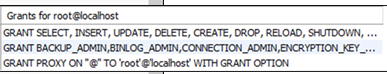 Grants for root@localhost
GRANT SELECT, INSERT, UPDATE, DELETE, CREATE, DROP, RELOAD, SHUTDOWN, ...
GRANT BACKUP_ADMIN,BINLOG_ADMIN,CONNECTION_ADMIN,ENCRYPTION_KEY_...
GRANT PROXY ON ''@'' TO 'root'@'localhost' WITH GRANT OPTION